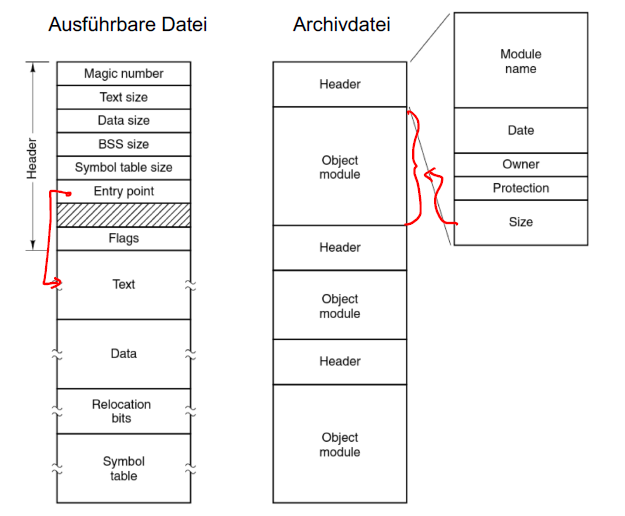 Ausführbare Datei
Header
Magic number
Text size
Data size
BSS size
Symbol table size
Entry point
Flags
Text
Data
Relocation
bits
Symbol
table
Archivdatei
Header
Object
module
Header
Object
module
Header
Object
module
Module
name
Date
Owner
Protection
Size